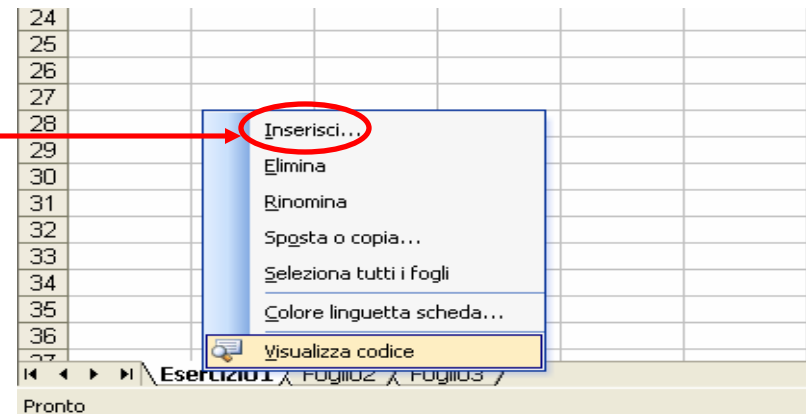 24
25
26
27
28
Inserisci...
29
Elimina
30
31
Rinomina
32
Sposta o copia...
33
Seleziona tutti i fogli
34
35
Colore linguetta scheda...
36
Visualizza codice
37
Esercizio1 Foglio2 Foglio3
Pronto